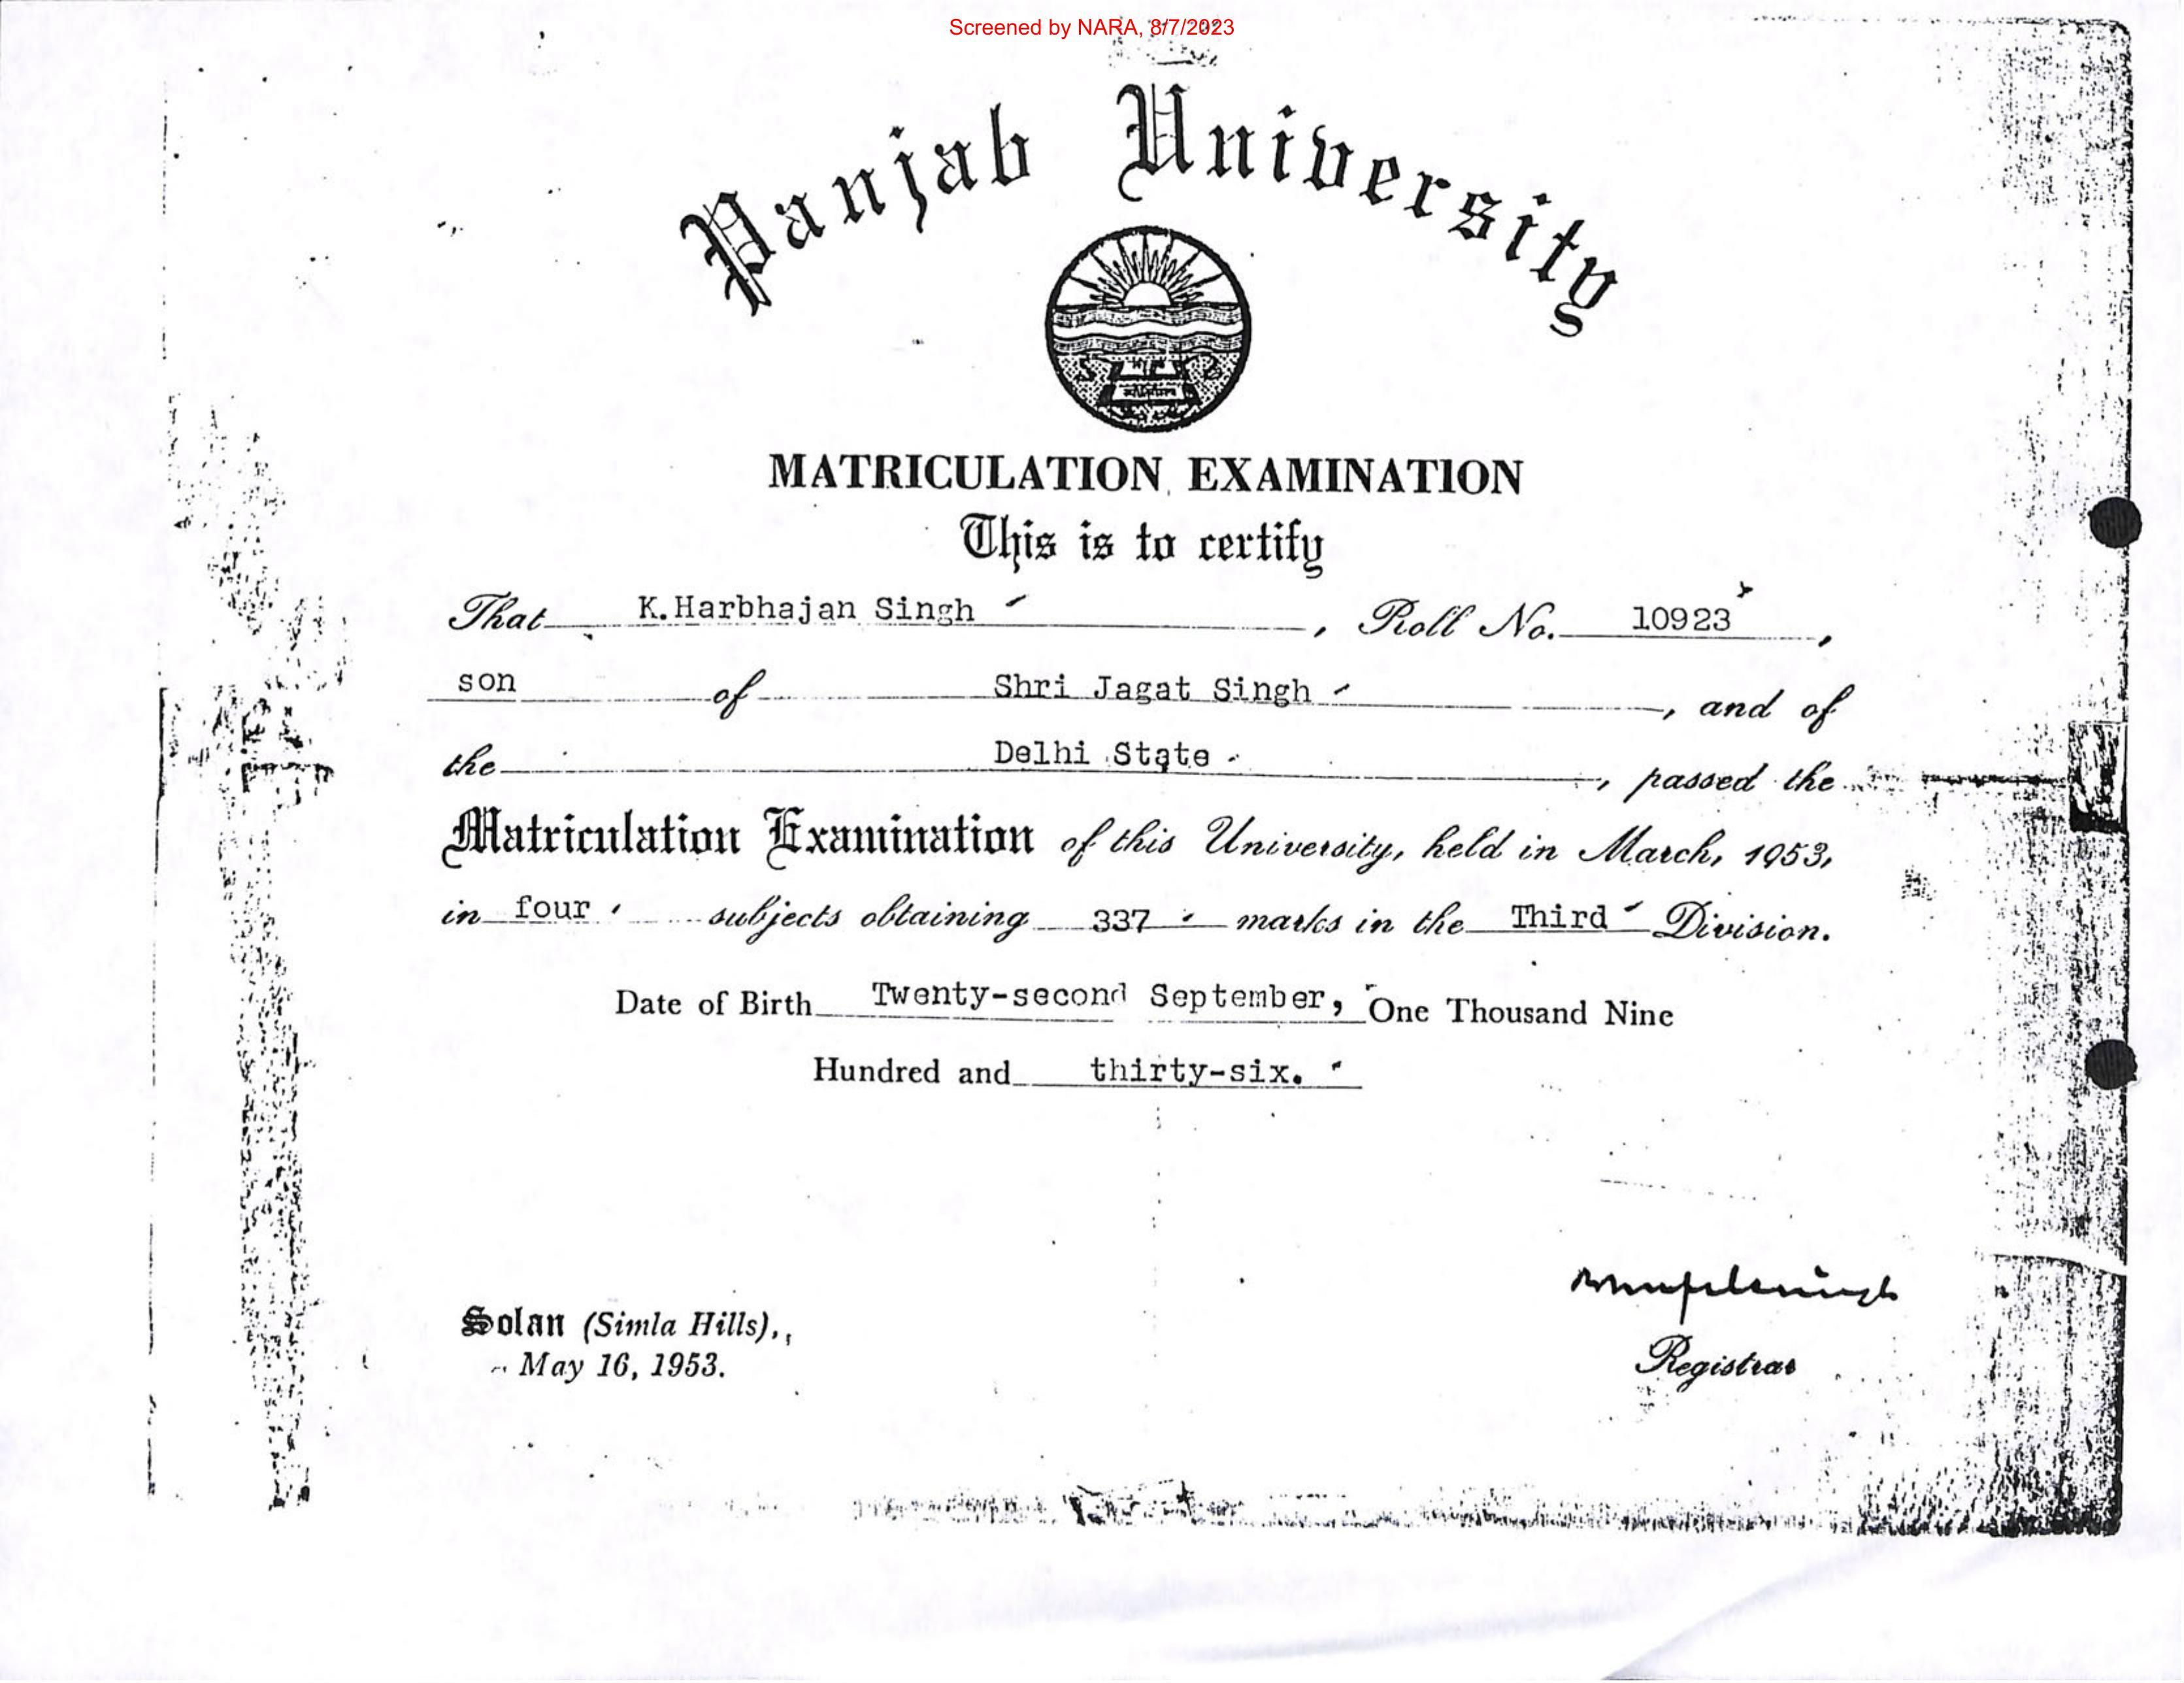 Screened by NARA, 8/7/2023
Panjab University
MATRICULATION EXAMINATION
This is to certify
That K.Harbhajan Singh, Roll No. 10923,
son of Shri Jagat Singh, and of
the Delhi State, passed the
Matriculation Examination of this University, held in March, 1953,
in four subjects obtaining 337 marks in the Third Division.
Date of Birth Twenty-second September, One Thousand Nine
Hundred and thirty-six.
Solan (Simla Hills),
May 16, 1953.
Registrar